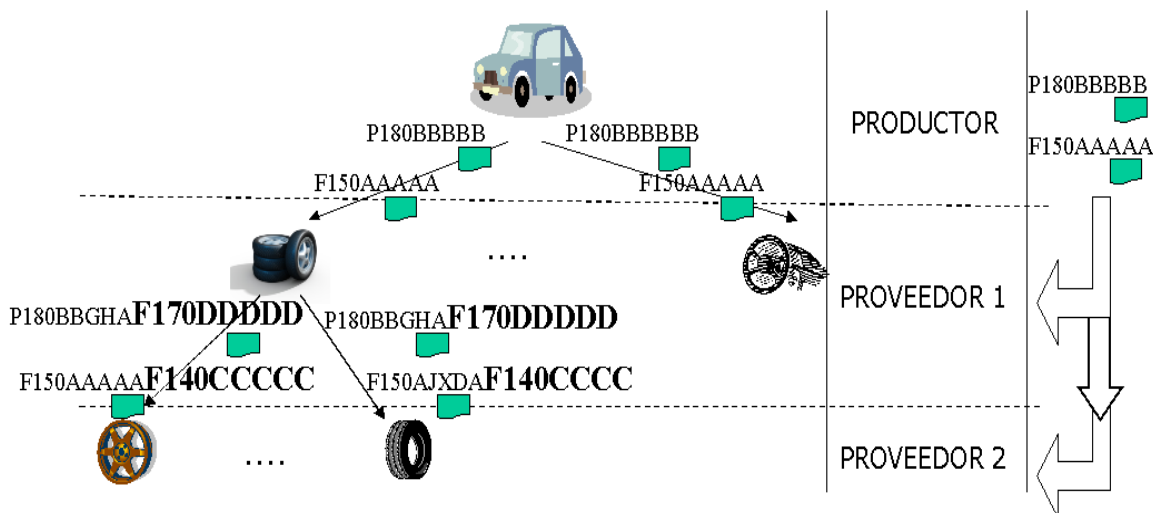 P180BBBBB
PRODUCTOR
P180BBBBB
P180BBBBBB
F150AAAAA
F150AAAAA
F150AAAAA
....
PROVEEDOR 1
P180BBGHAF170DDDDD
P180BBGHAF170DDDDD
F150AAAAAF140CCCCC
F150AJXDAF140CCCC
....
PROVEEDOR 2